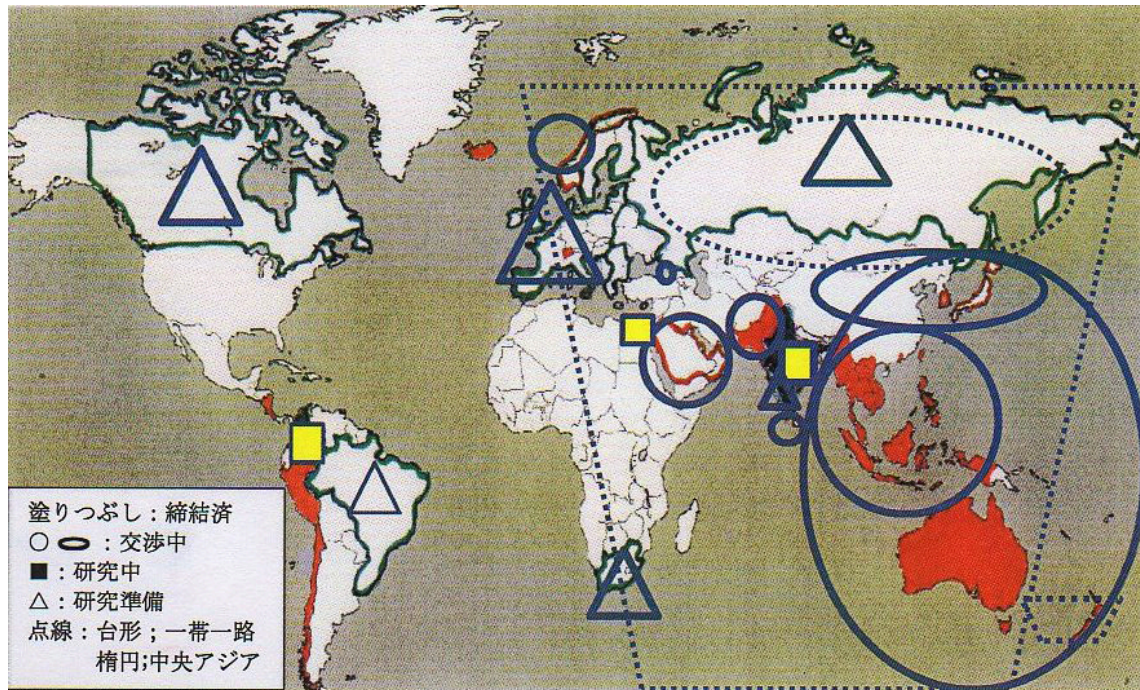 塗りつぶし：締結済
○ ⬭ ：交渉中
■：研究中
△：研究準備
点線：台形；一帯一路
楕円;中央アジア